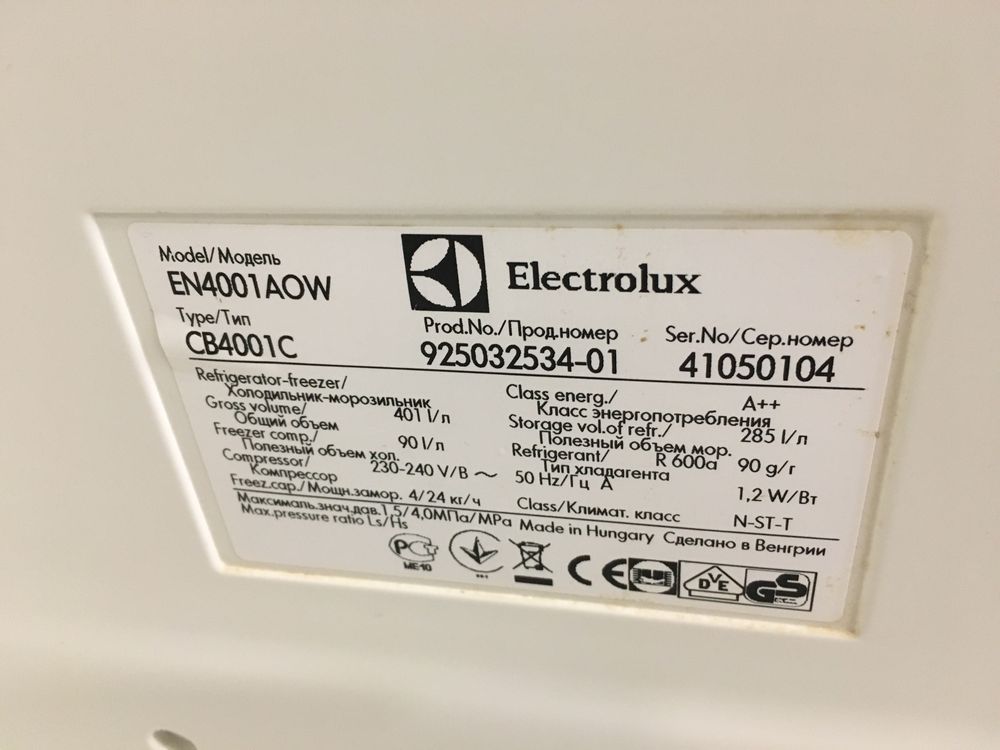 Model/Модель
EN4001AOW
Electrolux
Type/Тип
CB4001C
Prod.No./Прод.номер
925032534-01
Ser.No/Сер.номер
41050104
Refrigerator-freezer/
Холодильник-морозильник
Gross volume/ 401 l/л
Общий объем
Freezer comp./ 90 l/л
Полезный объем хол.
Compressor/ 230-240 V/В ~
Компрессор
Freez.cap./Мощн.замор. 4/24 кг/ч
Class energ./ A++
Класс энергопотребления
Storage vol.of refr./ 285 l/л
Полезный объем мор.
Refrigerant/ R 600a 90 g/г
Тип хладагента
50 Hz/Гц A 1,2 W/Вт
Class/Климат. класс N-ST-T
Максималь.знач.дав.1,5/4,0МПа/MPa Made in Hungary Сделано в Венгрии
Max.pressure ratio Ls/Hs
РСТ
ME10
CE
DVE
GS